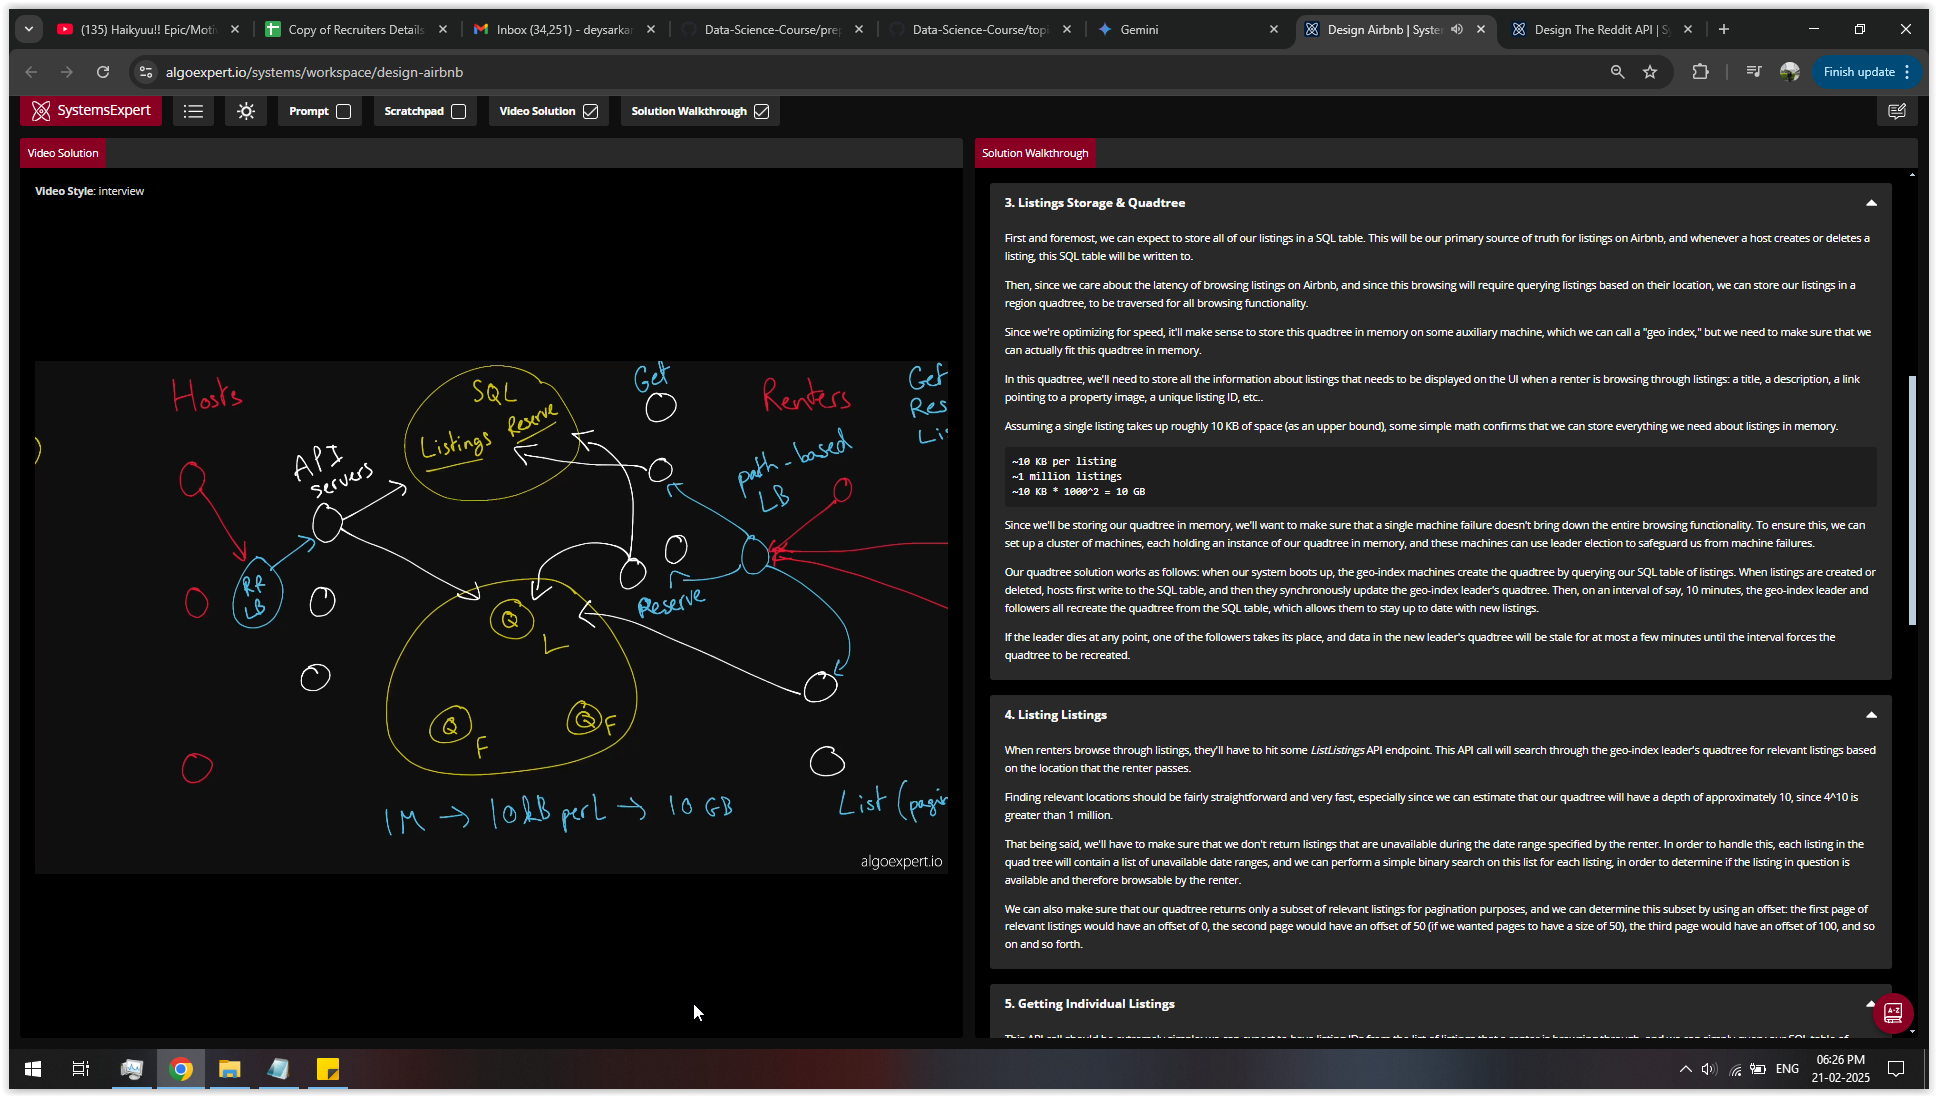 (135) Haikyuu!! Epic/Moti
Copy of Recruiters Details
Inbox (34,251) - deysarkar
Data-Science-Course/prep
Data-Science-Course/topi
Gemini
Design Airbnb | Syste
Design The Reddit API | S
algoexpert.io/systems/workspace/design-airbnb
Finish update
SystemsExpert
Prompt
Scratchpad
Video Solution
Solution Walkthrough
Video Solution
Video Style: interview
Hosts
SQL
Listings
Reserve
Get
Renters
Get
Res
Lis
API
servers
path-based
LB
RR
LB
Reserve
Q
L
Q
F
Q
F
1M → 10kB per L → 10 GB
List (pagin
algoexpert.io
Solution Walkthrough
3. Listings Storage & Quadtree
First and foremost, we can expect to store all of our listings in a SQL table. This will be our primary source of truth for listings on Airbnb, and whenever a host creates or deletes a
listing, this SQL table will be written to.
Then, since we care about the latency of browsing listings on Airbnb, and since this browsing will require querying listings based on their location, we can store our listings in a
region quadtree, to be traversed for all browsing functionality.
Since we're optimizing for speed, it'll make sense to store this quadtree in memory on some auxiliary machine, which we can call a "geo index," but we need to make sure that we
can actually fit this quadtree in memory.
In this quadtree, we'll need to store all the information about listings that needs to be displayed on the UI when a renter is browsing through listings: a title, a description, a link
pointing to a property image, a unique listing ID, etc..
Assuming a single listing takes up roughly 10 KB of space (as an upper bound), some simple math confirms that we can store everything we need about listings in memory.
~10 KB per listing
~1 million listings
~10 KB * 1000^2 = 10 GB
Since we'll be storing our quadtree in memory, we'll want to make sure that a single machine failure doesn't bring down the entire browsing functionality. To ensure this, we can
set up a cluster of machines, each holding an instance of our quadtree in memory, and these machines can use leader election to safeguard us from machine failures.
Our quadtree solution works as follows: when our system boots up, the geo-index machines create the quadtree by querying our SQL table of listings. When listings are created or
deleted, hosts first write to the SQL table, and then they synchronously update the geo-index leader's quadtree. Then, on an interval of say, 10 minutes, the geo-index leader and
followers all recreate the quadtree from the SQL table, which allows them to stay up to date with new listings.
If the leader dies at any point, one of the followers takes its place, and data in the new leader's quadtree will be stale for at most a few minutes until the interval forces the
quadtree to be recreated.
4. Listing Listings
When renters browse through listings, they'll have to hit some ListListings API endpoint. This API call will search through the geo-index leader's quadtree for relevant listings based
on the location that the renter passes.
Finding relevant locations should be fairly straightforward and very fast, especially since we can estimate that our quadtree will have a depth of approximately 10, since 4^10 is
greater than 1 million.
That being said, we'll have to make sure that we don't return listings that are unavailable during the date range specified by the renter. In order to handle this, each listing in the
quad tree will contain a list of unavailable date ranges, and we can perform a simple binary search on this list for each listing, in order to determine if the listing in question is
available and therefore browsable by the renter.
We can also make sure that our quadtree returns only a subset of relevant listings for pagination purposes, and we can determine this subset by using an offset: the first page of
relevant listings would have an offset of 0, the second page would have an offset of 50 (if we wanted pages to have a size of 50), the third page would have an offset of 100, and so
on and so forth.
5. Getting Individual Listings
A-Z
ENG
06:26 PM
21-02-2025